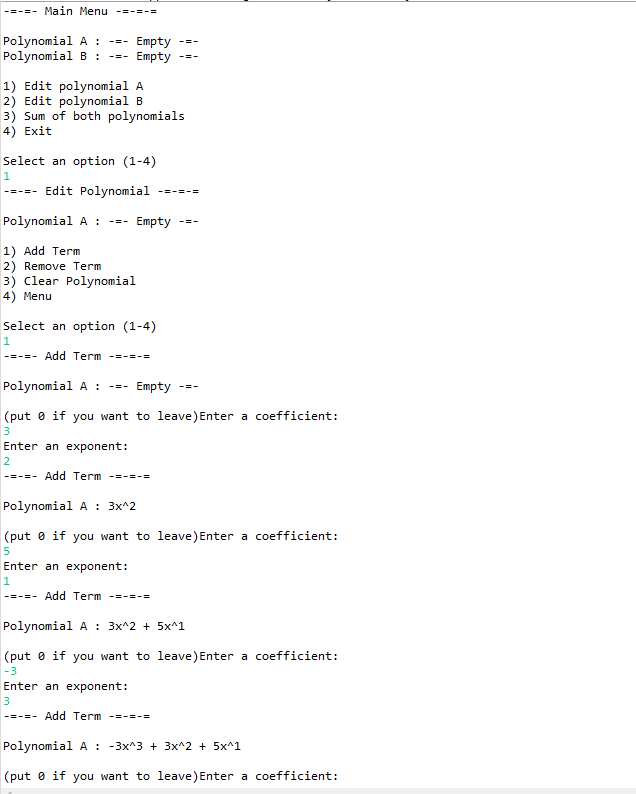 -=-=- Main Menu -=-=-=
Polynomial A : -=- Empty -=-
Polynomial B : -=- Empty -=-
1) Edit polynomial A
2) Edit polynomial B
3) Sum of both polynomials
4) Exit
Select an option (1-4)
1
-=-=- Edit Polynomial -=-=-=
Polynomial A : -=- Empty -=-
1) Add Term
2) Remove Term
3) Clear Polynomial
4) Menu
Select an option (1-4)
1
-=-=- Add Term -=-=-=
Polynomial A : -=- Empty -=-
(put 0 if you want to leave)Enter a coefficient:
3
Enter an exponent:
2
-=-=- Add Term -=-=-=
Polynomial A : 3x^2
(put 0 if you want to leave)Enter a coefficient:
5
Enter an exponent:
1
-=-=- Add Term -=-=-=
Polynomial A : 3x^2 + 5x^1
(put 0 if you want to leave)Enter a coefficient:
-3
Enter an exponent:
3
-=-=- Add Term -=-=-=
Polynomial A : -3x^3 + 3x^2 + 5x^1
(put 0 if you want to leave)Enter a coefficient: